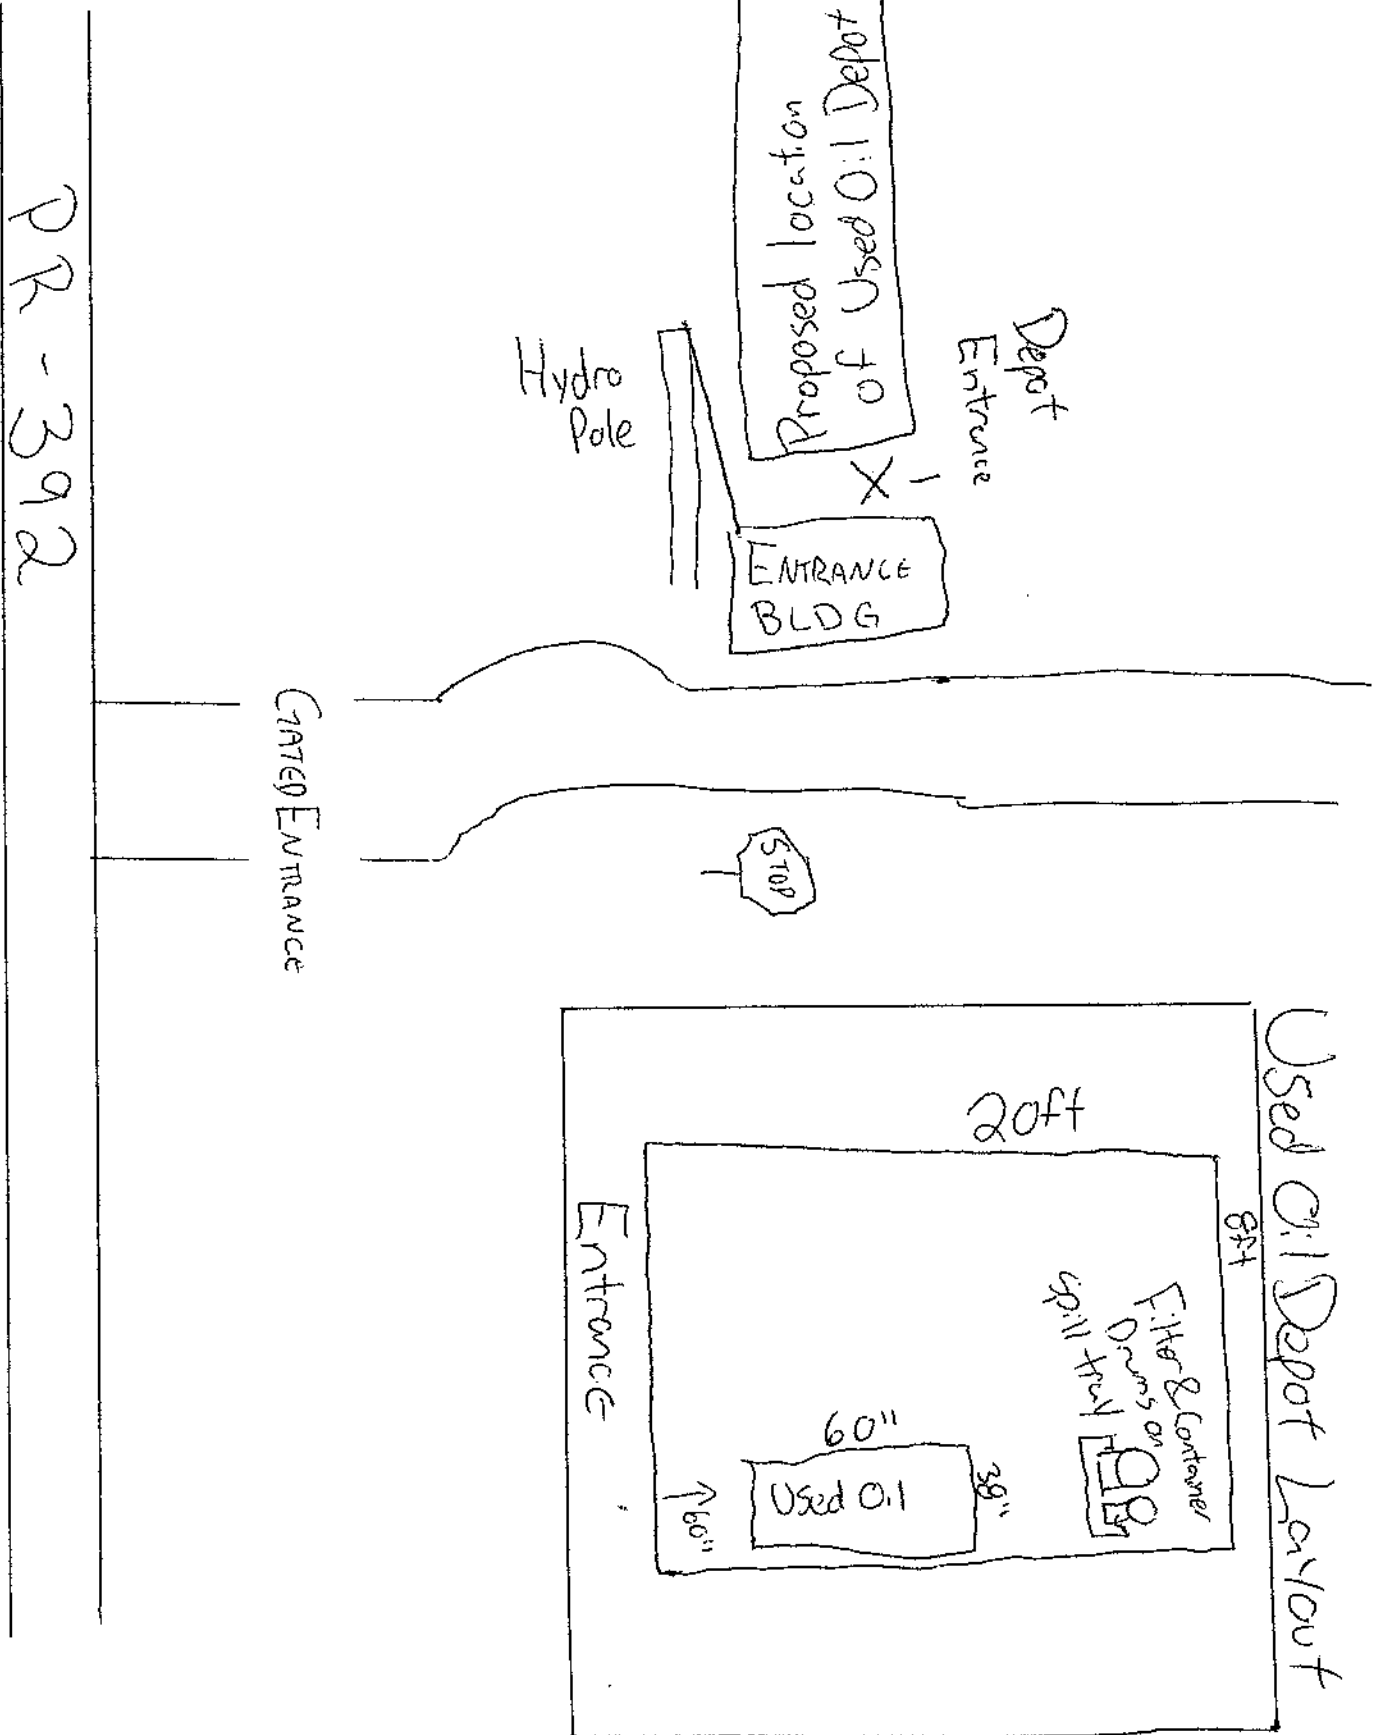 Used Oil Depot Layout
8ft
20ft
Filter & Container
Drums on
Spill tray
38"
60"
Used Oil
60"
Entrance
Depot
Entrance
X
Proposed location
of Used Oil Depot
ENTRANCE
BLDG
Hydro
Pole
STOP
GATED ENTRANCE
PR-392